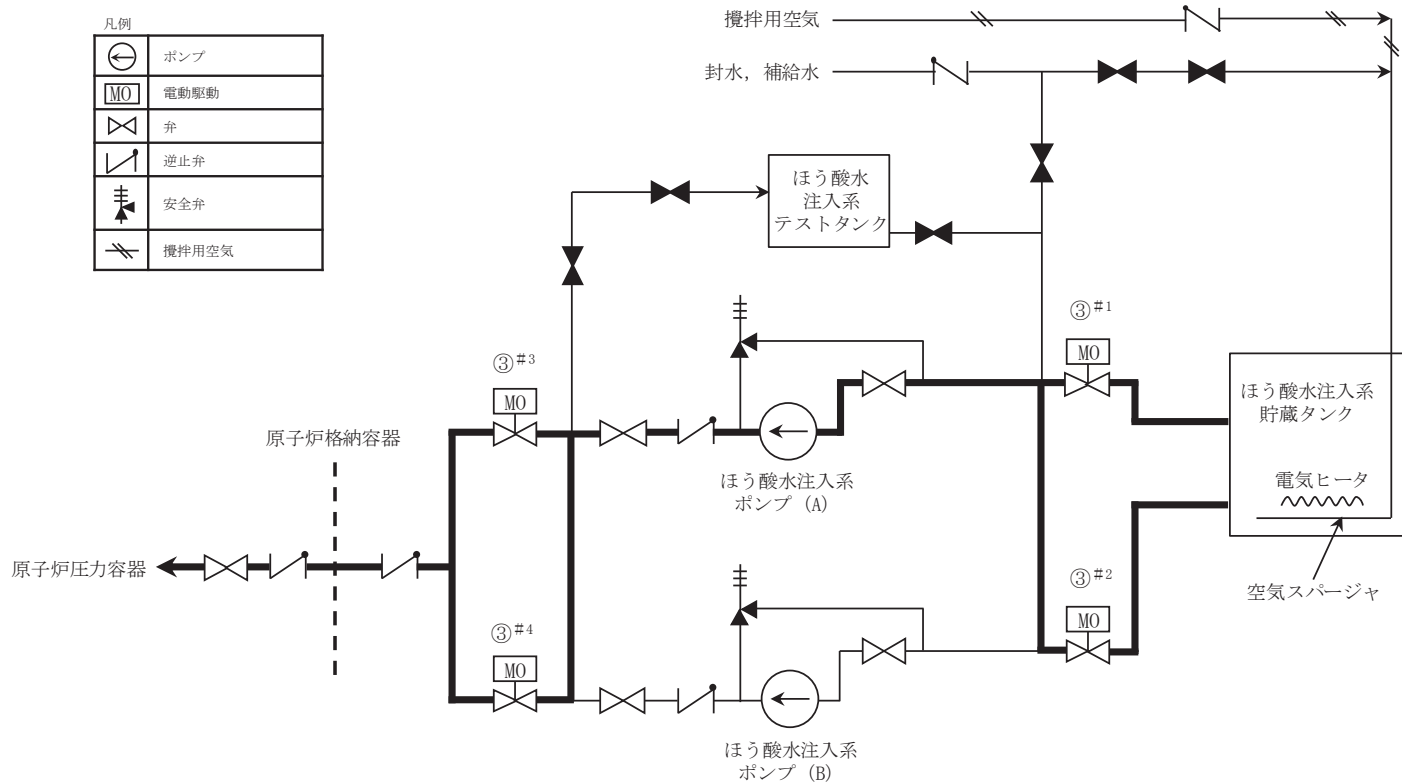 凡例
ポンプ
MO 電動駆動
弁
逆止弁
安全弁
攪拌用空気
攪拌用空気
封水，補給水
ほう酸水
注入系
テストタンク
③#1
MO
③#3
MO
ほう酸水注入系
貯蔵タンク
原子炉格納容器
電気ヒータ
ほう酸水注入系
ポンプ（A）
原子炉圧力容器
③#2
MO
空気スパージャ
③#4
MO
ほう酸水注入系
ポンプ（B）